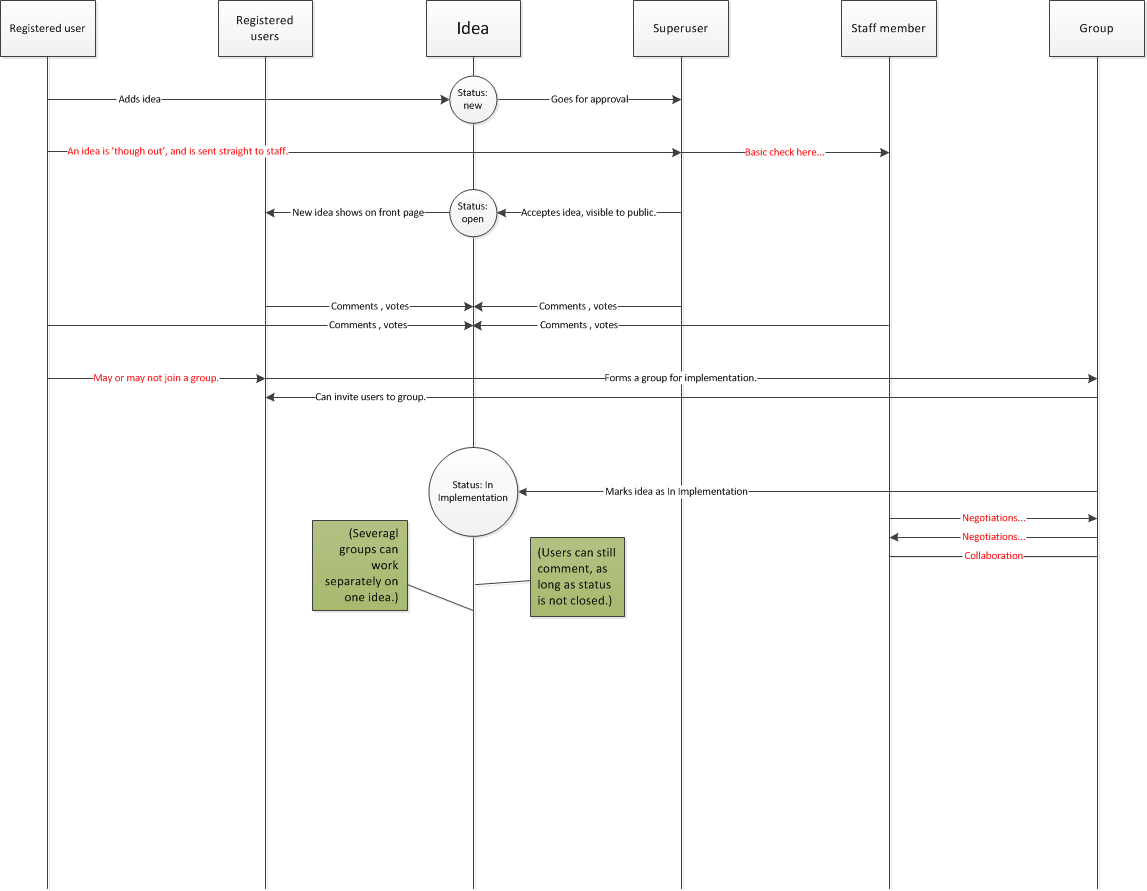 Registered user
Registered
users
Idea
Superuser
Staff member
Group
Adds idea
Status:
new
Goes for approval
An idea is ‘though out’, and is sent straight to staff.
Basic check here...
New idea shows on front page
Status:
open
Acceptes idea, visible to public.
Comments , votes
Comments , votes
Comments , votes
Comments , votes
May or may not join a group.
Forms a group for implementation.
Can invite users to group.
Status: In
Implementation
Marks idea as In Implementation
Negotiations...
Negotiations...
Collaboration
(Severagl
groups can
work
separately on
one idea.)
(Users can still
comment, as
long as status
is not closed.)